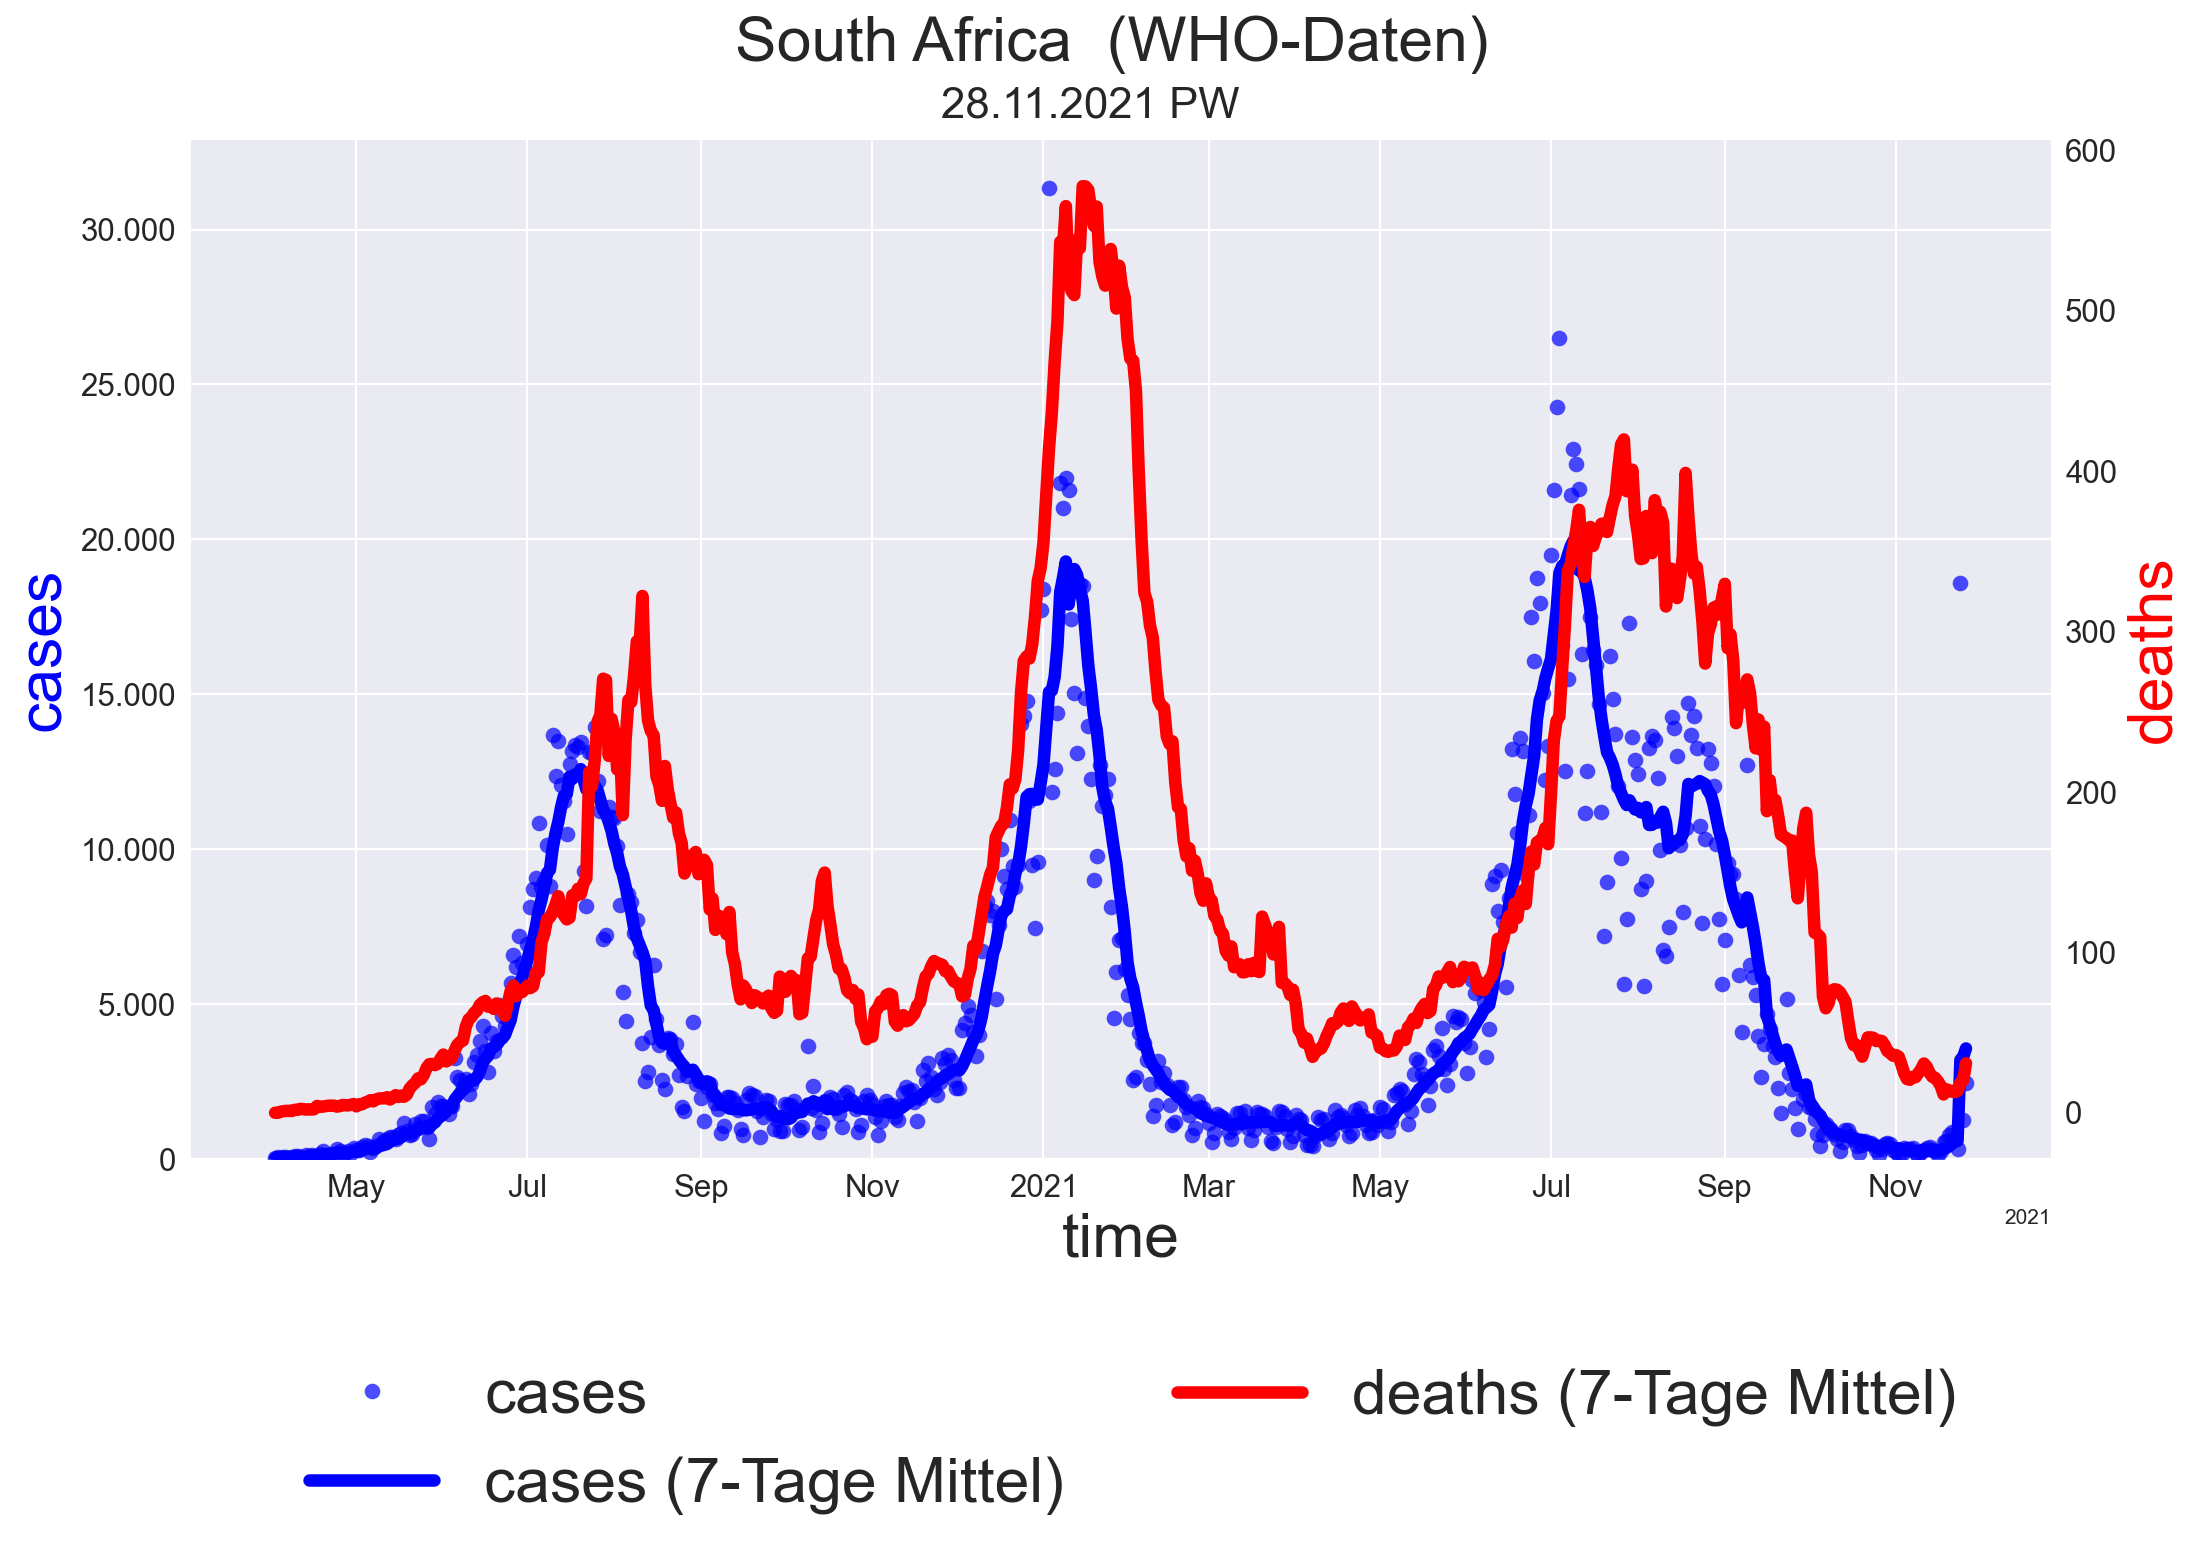 South Africa  (WHO-Daten)
28.11.2021 PW
600
30.000
500
25.000
400
20.000
300
15.000
200
10.000
100
5.000
0
0
May Jul Sep Nov 2021 Mar May Jul Sep Nov
2021
cases
deaths
time
cases
deaths (7-Tage Mittel)
cases (7-Tage Mittel)